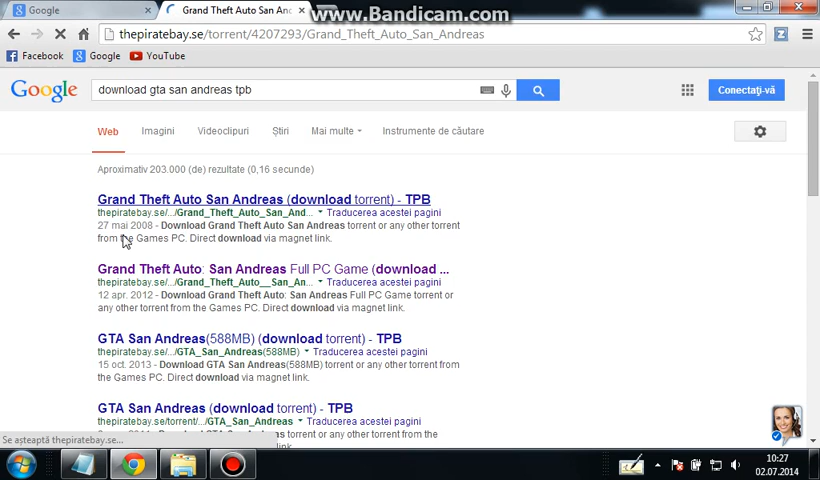 www.Bandicam.com
Google
Grand Theft Auto San Anc
thepiratebay.se/torrent/4207293/Grand_Theft_Auto_San_Andreas
Facebook
Google
YouTube
Google
download gta san andreas tpb
Conectaţi-vă
Web
Imagini
Videoclipuri
Ştiri
Mai multe
Instrumente de căutare
Aproximativ 203.000 (de) rezultate (0,16 secunde)
Grand Theft Auto San Andreas (download torrent) - TPB
thepiratebay.se/.../Grand_Theft_Auto_San_And... Traducerea acestei pagini
27 mai 2008 - Download Grand Theft Auto San Andreas torrent or any other torrent
from the Games PC. Direct download via magnet link.
Grand Theft Auto: San Andreas Full PC Game (download ...
thepiratebay.se/.../Grand_Theft_Auto__San_An... Traducerea acestei pagini
12 apr. 2012 - Download Grand Theft Auto: San Andreas Full PC Game torrent or
any other torrent from the Games PC. Direct download via magnet link.
GTA San Andreas(588MB) (download torrent) - TPB
thepiratebay.se/.../GTA_San_Andreas(588MB) Traducerea acestei pagini
15 oct. 2013 - Download GTA San Andreas(588MB) torrent or any other torrent from
the Games PC. Direct download via magnet link.
GTA San Andreas (download torrent) - TPB
thepiratebay.se/torrent/.../GTA_San_Andreas Traducerea acestei pagini
torrent or any other torrent from the
Se aşteaptă thepiratebay.se...
10:27
02.07.2014